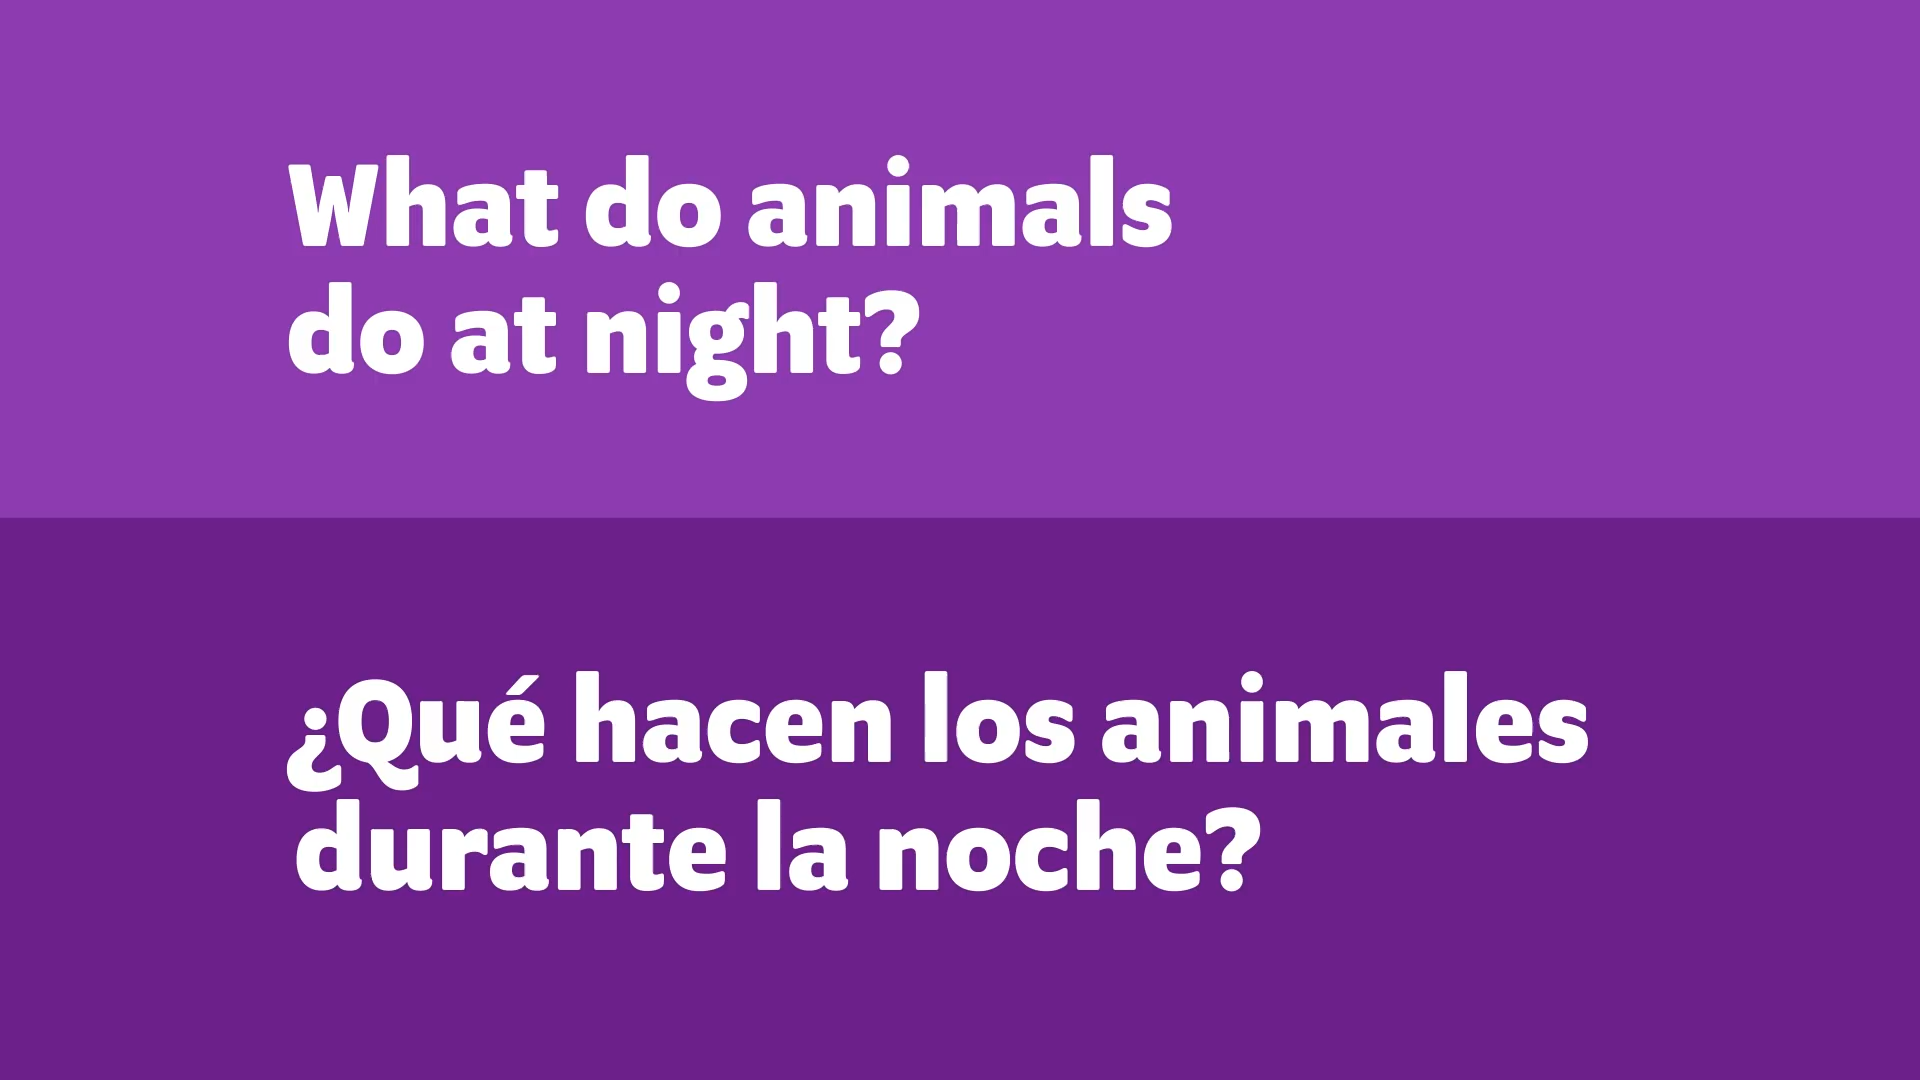 What do animals
do at night?
¿Qué hacen los animales
durante la noche?